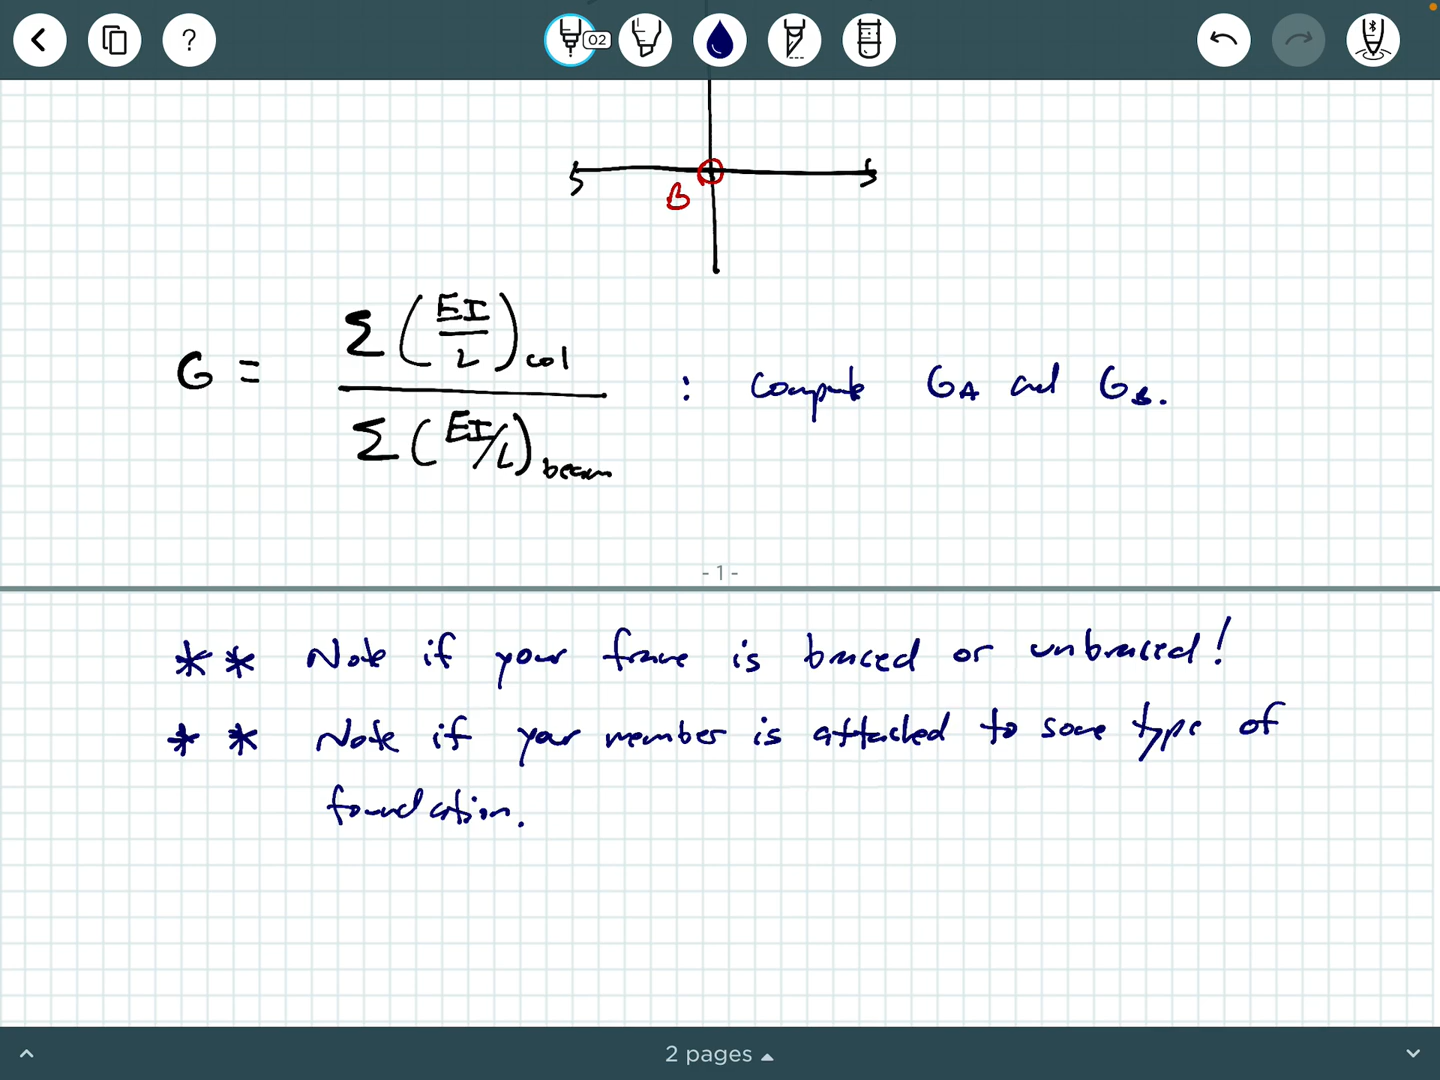 ?
02
B
G = Σ(EI/L)col / Σ(EI/L)beam : Compute GA and GB.
- 1 -
** Note if your frame is braced or unbraced!
** Note if your member is attached to some type of
foundation.
2 pages